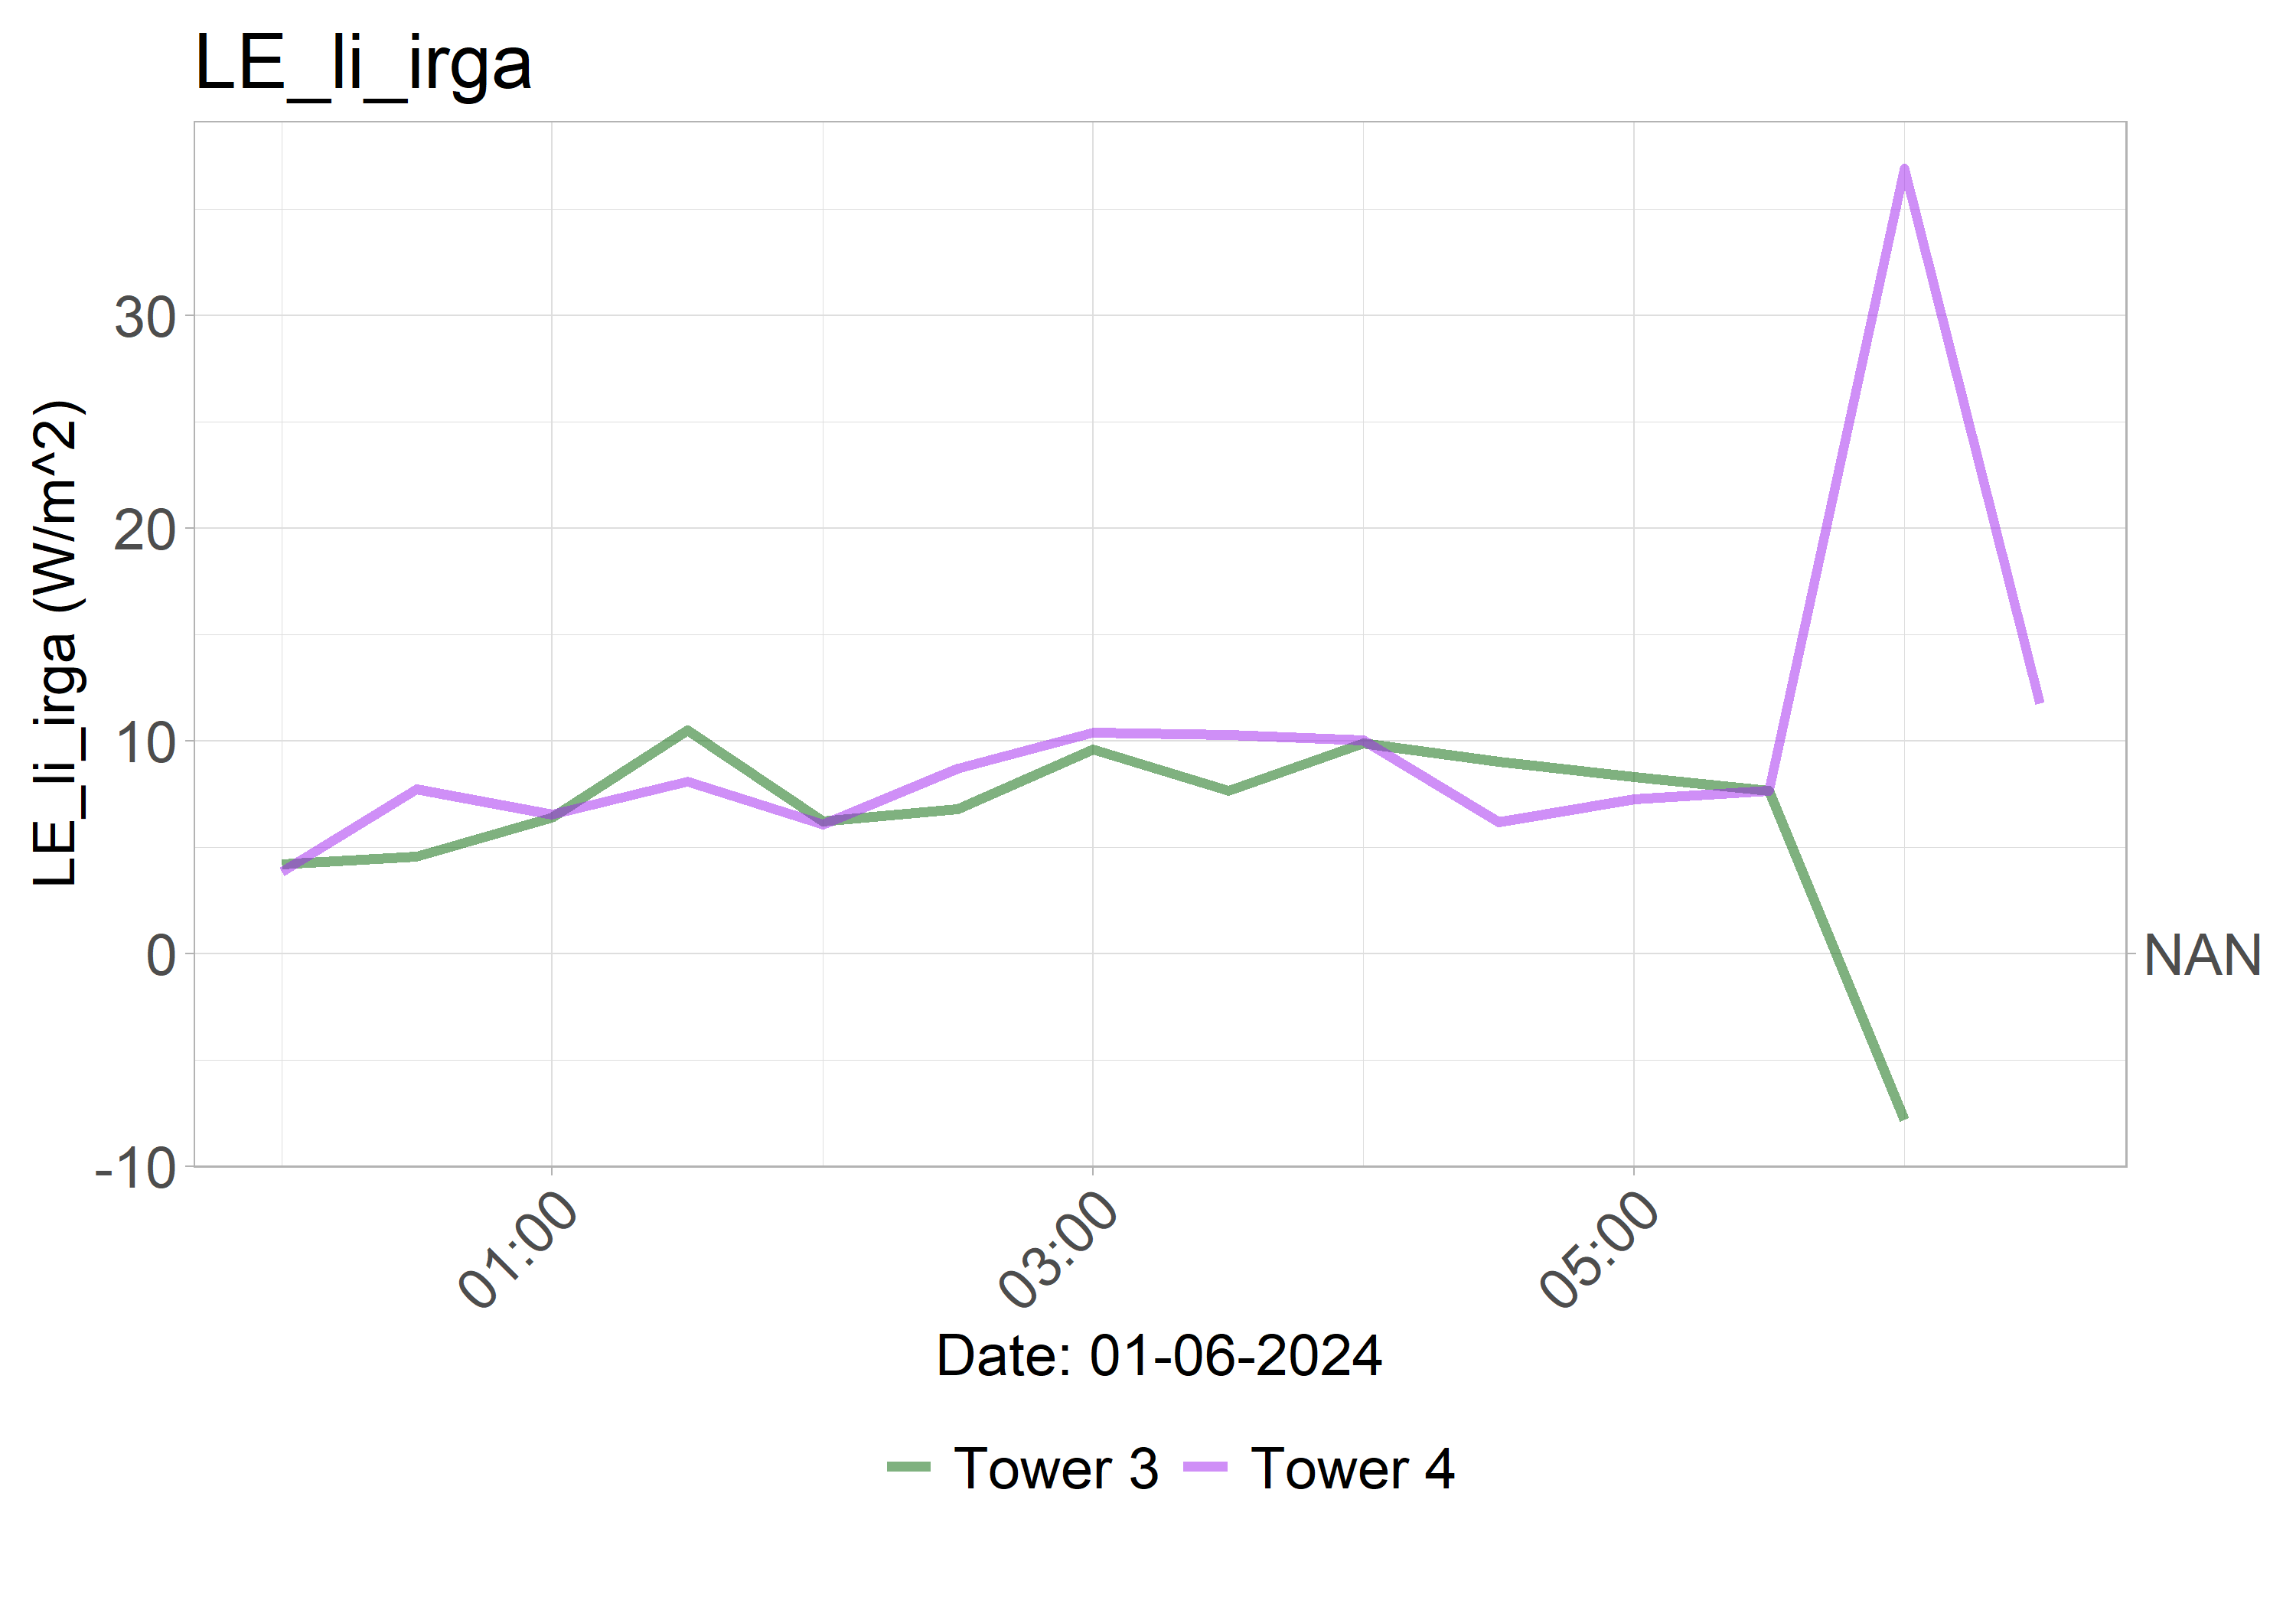 LE_li_irga
LE_li_irga (W/m^2)
30
20
10
0
-10
NAN
01:00
03:00
05:00
Date: 01-06-2024
Tower 3
Tower 4